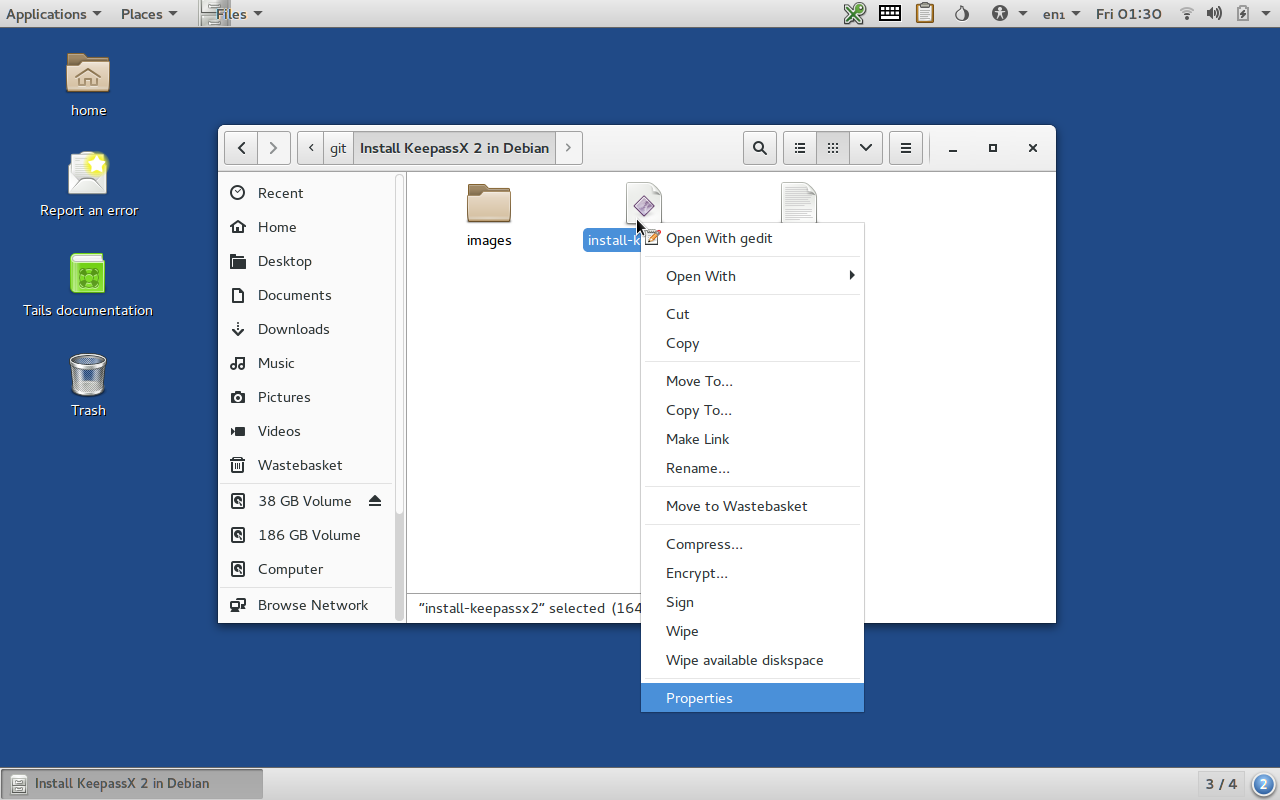 Applications Places Files en₁ Fri 01:30
home
Report an error
Tails documentation
Trash
git Install KeepassX 2 in Debian
Recent
Home
Desktop
Documents
Downloads
Music
Pictures
Videos
Wastebasket
38 GB Volume
186 GB Volume
Computer
Browse Network
images
install-k
"install-keepassx2" selected (164
Open With gedit
Open With
Cut
Copy
Move To...
Copy To...
Make Link
Rename...
Move to Wastebasket
Compress...
Encrypt...
Sign
Wipe
Wipe available diskspace
Properties
Install KeepassX 2 in Debian 3 / 4 2